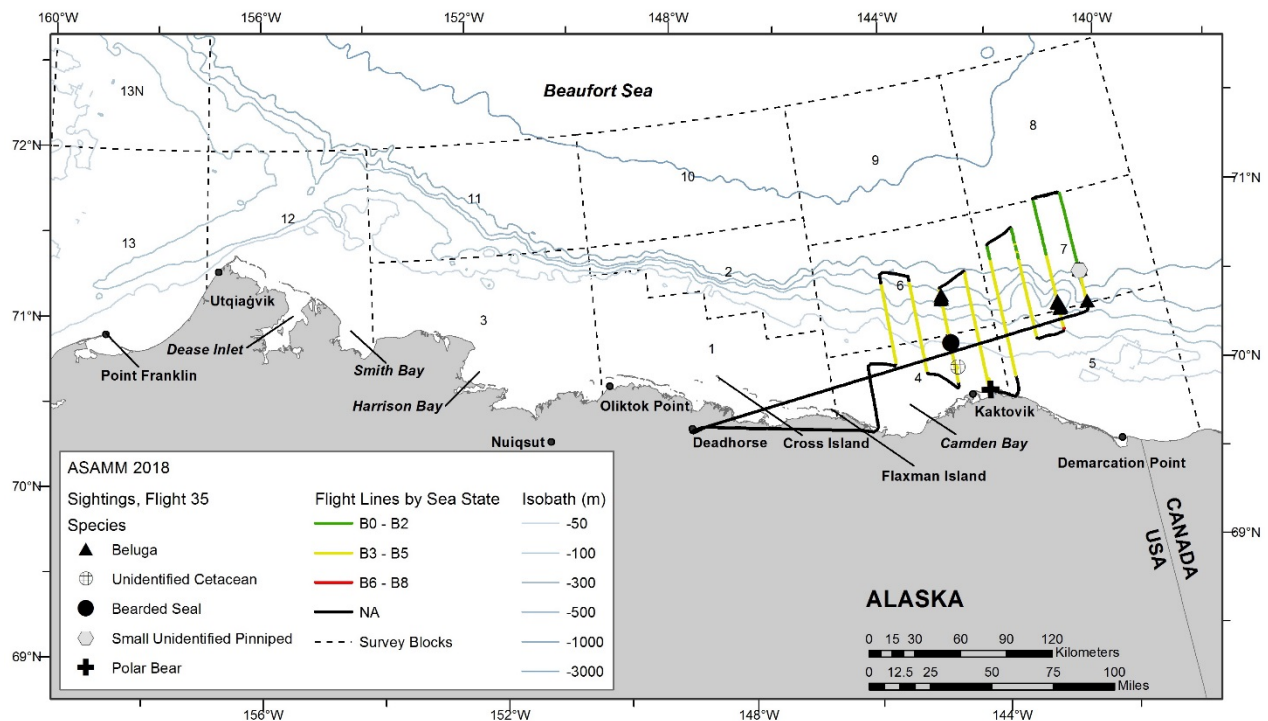 160°W
156°W
152°W
148°W
144°W
140°W
13N
Beaufort Sea
8
72°N
9
71°N
10
11
12
13
7
2
6
Utqiaġvik
3
71°N
Dease Inlet
Smith Bay
1
70°N
Point Franklin
5
4
Harrison Bay
Oliktok Point
Kaktovik
Nuiqsut
Deadhorse
Cross Island
Camden Bay
Flaxman Island
Demarcation Point
70°N
69°N
CANADA
USA
ALASKA
69°N
ASAMM 2018
Sightings, Flight 35
Species
Beluga
Unidentified Cetacean
Bearded Seal
Small Unidentified Pinniped
Polar Bear
Flight Lines by Sea State
B0 - B2
B3 - B5
B6 - B8
NA
Survey Blocks
Isobath (m)
-50
-100
-300
-500
-1000
-3000
0 15 30 60 90 120
Kilometers
0 12.5 25 50 75 100
Miles
156°W
152°W
148°W
144°W